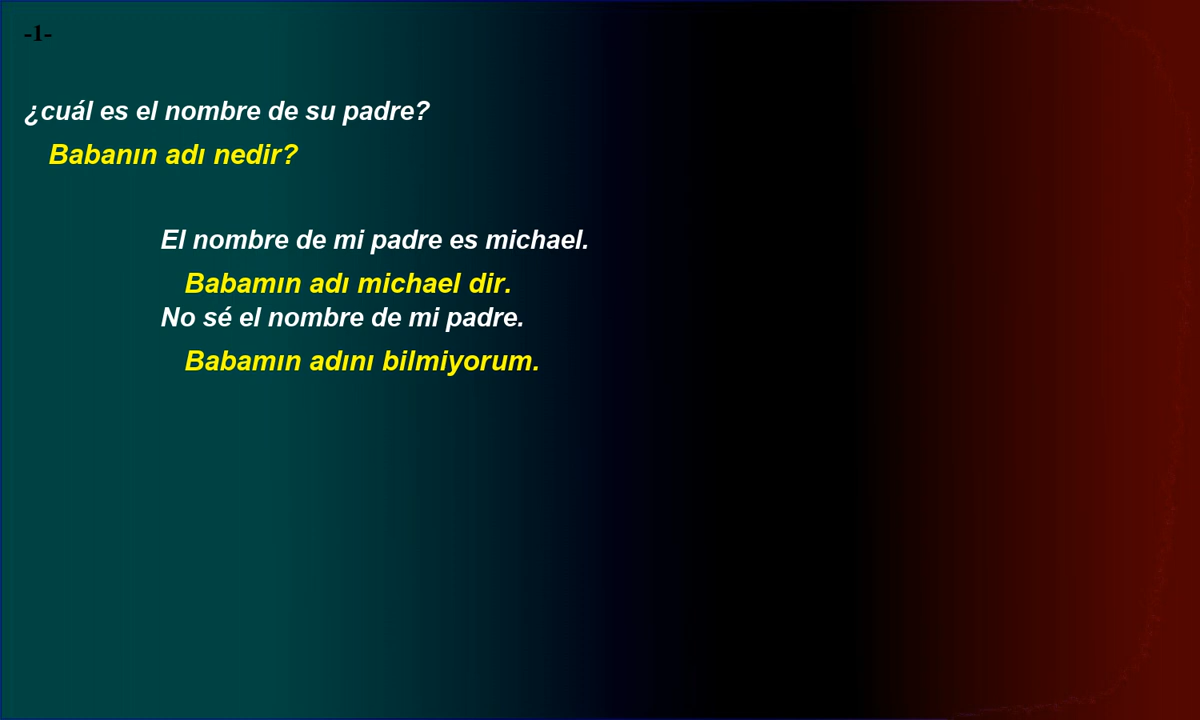 -1-
¿cuál es el nombre de su padre?
Babanın adı nedir?
El nombre de mi padre es michael.
Babamın adı michael dir.
No sé el nombre de mi padre.
Babamın adını bilmiyorum.